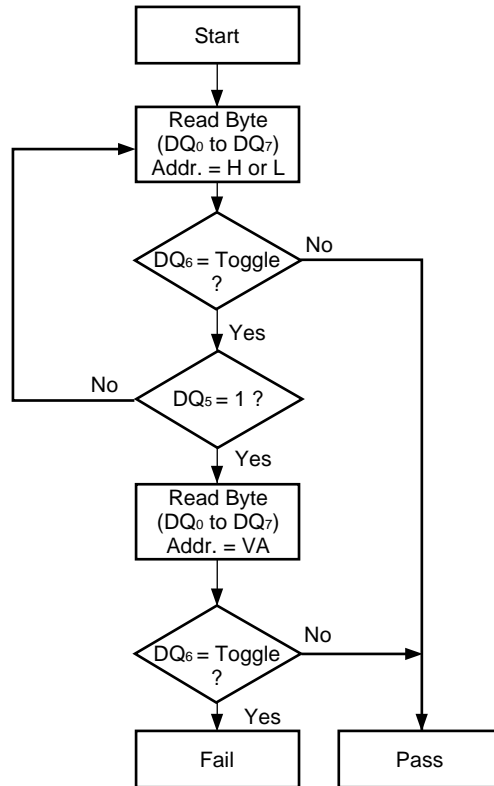 Start
Read Byte
(DQ0 to DQ7)
Addr. = H or L
No
DQ6 = Toggle
?
Yes
No
DQ5 = 1 ?
Yes
Read Byte
(DQ0 to DQ7)
Addr. = VA
No
DQ6 = Toggle
?
Yes
Fail
Pass